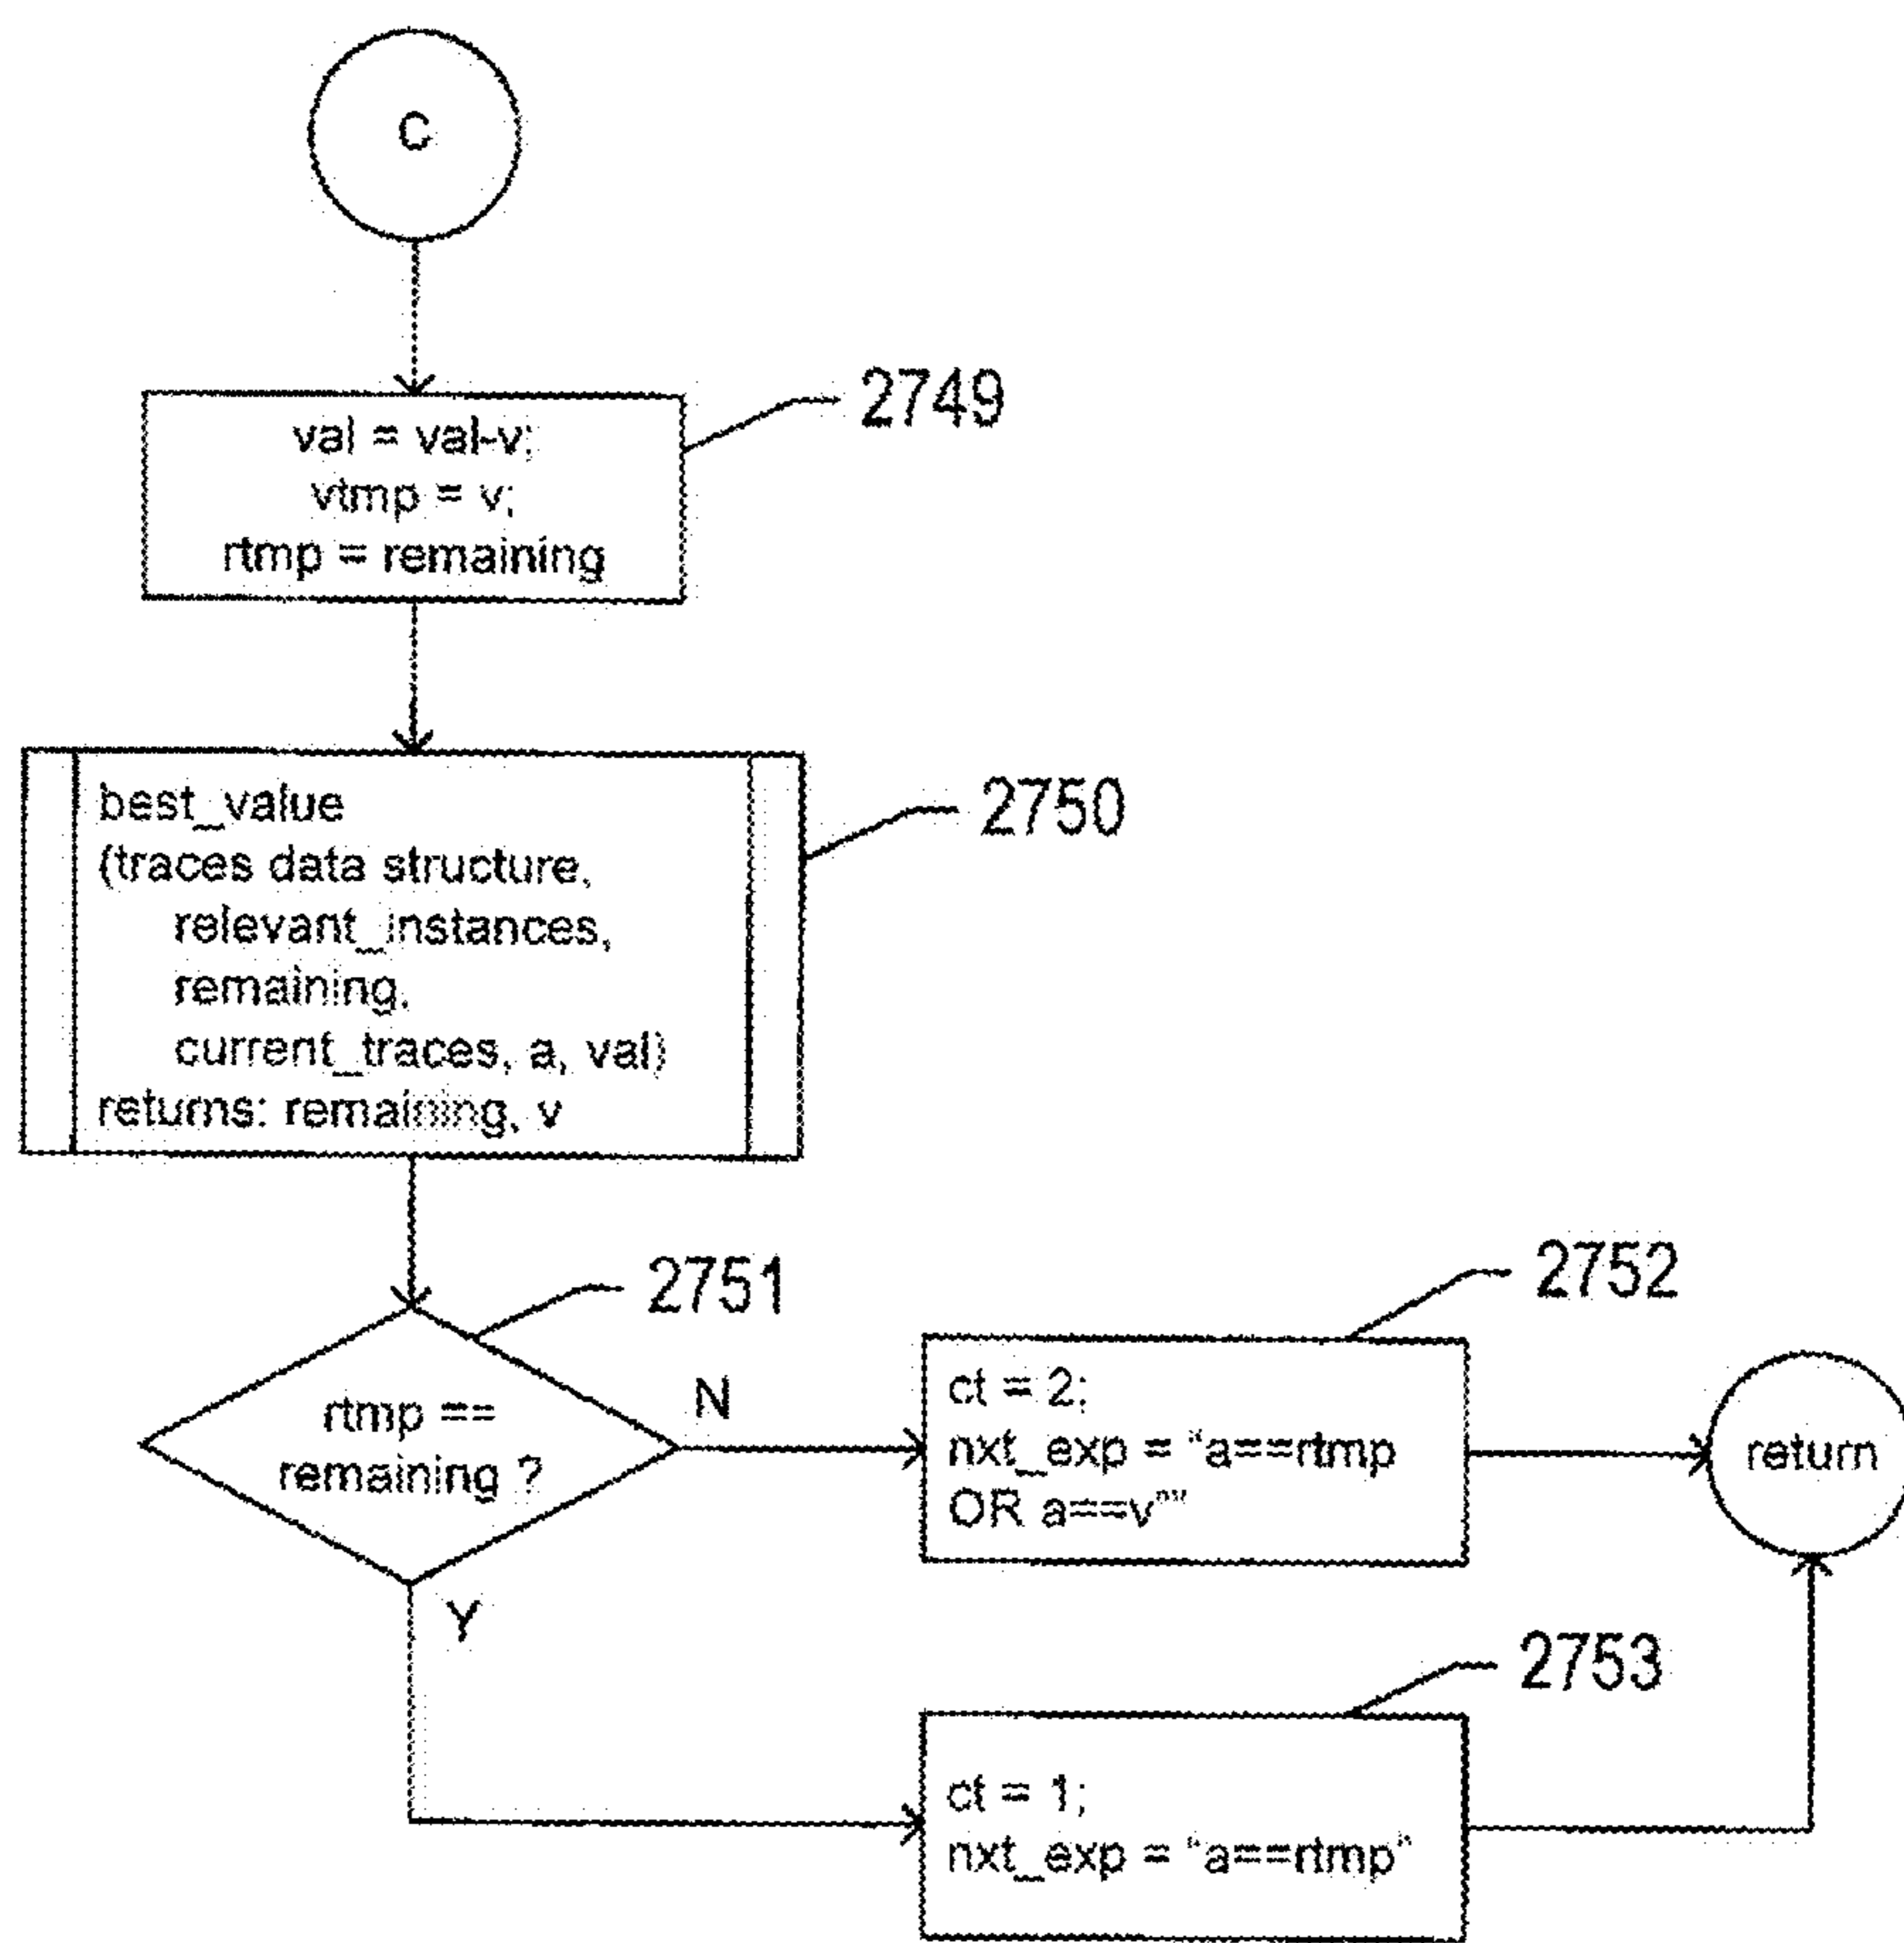 C
2749
val = val-v;
vtmp = v;
rtmp = remaining
2750
best_value
(traces data structure,
relevant_instances,
remaining,
current_traces, a, val)
returns: remaining, v
2751
rtmp ==
remaining ?
N
Y
2752
ct = 2;
nxt_exp = "a==rtmp
OR a==v""
return
2753
ct = 1;
nxt_exp = "a==rtmp"